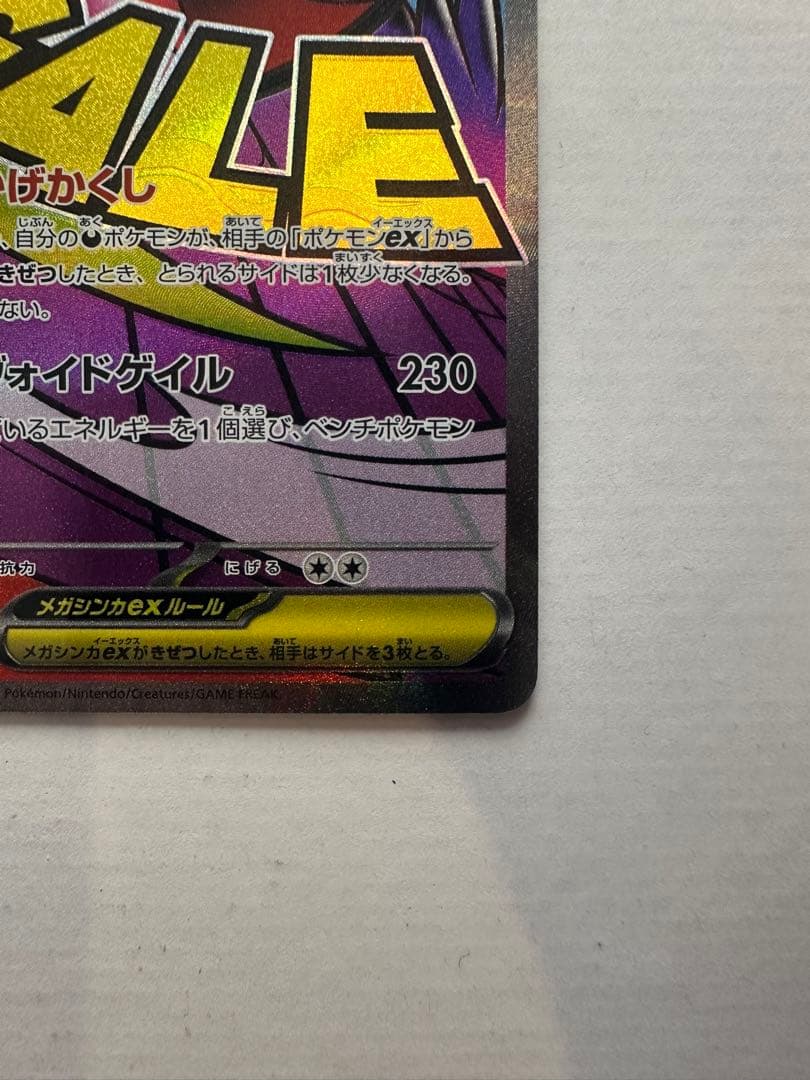 ALE
げかくし
、自分のポケモンが、相手の「ポケモンex」から
きぜつしたとき、とられるサイドは1枚少なくなる。
ない。
ヴォイドゲイル 230
いるエネルギーを1個選び、ベンチポケモン
抗力 にげる
メガシンカexルール
メガシンカexがきぜつしたとき、相手はサイドを3枚とる。
Pokémon/Nintendo/Creatures/GAME FREAK.